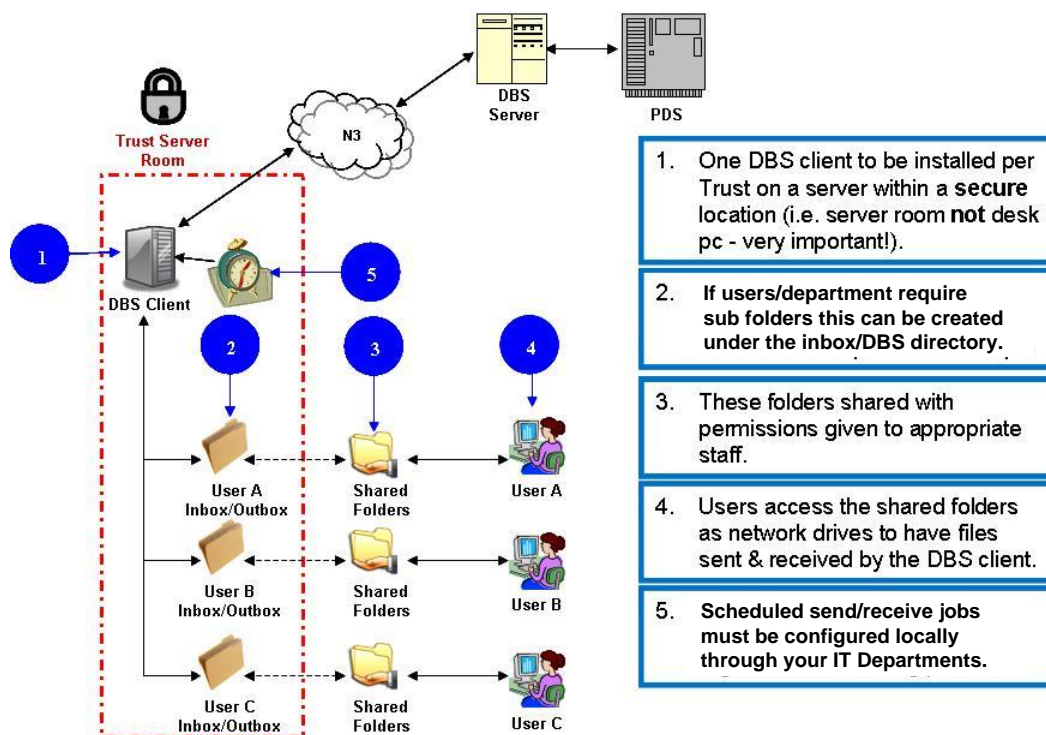 DBS
Server
PDS
N3
Trust Server
Room
1
DBS Client
5
2
3
4
User A
Inbox/Outbox
Shared
Folders
User A
User B
Inbox/Outbox
Shared
Folders
User B
User C
Inbox/Outbox
Shared
Folders
User C
1. One DBS client to be installed per
Trust on a server within a secure
location (i.e. server room not desk
pc - very important!).
2. If users/department require
sub folders this can be created
under the inbox/DBS directory.
3. These folders shared with
permissions given to appropriate
staff.
4. Users access the shared folders
as network drives to have files
sent & received by the DBS client.
5. Scheduled send/receive jobs
must be configured locally
through your IT Departments.